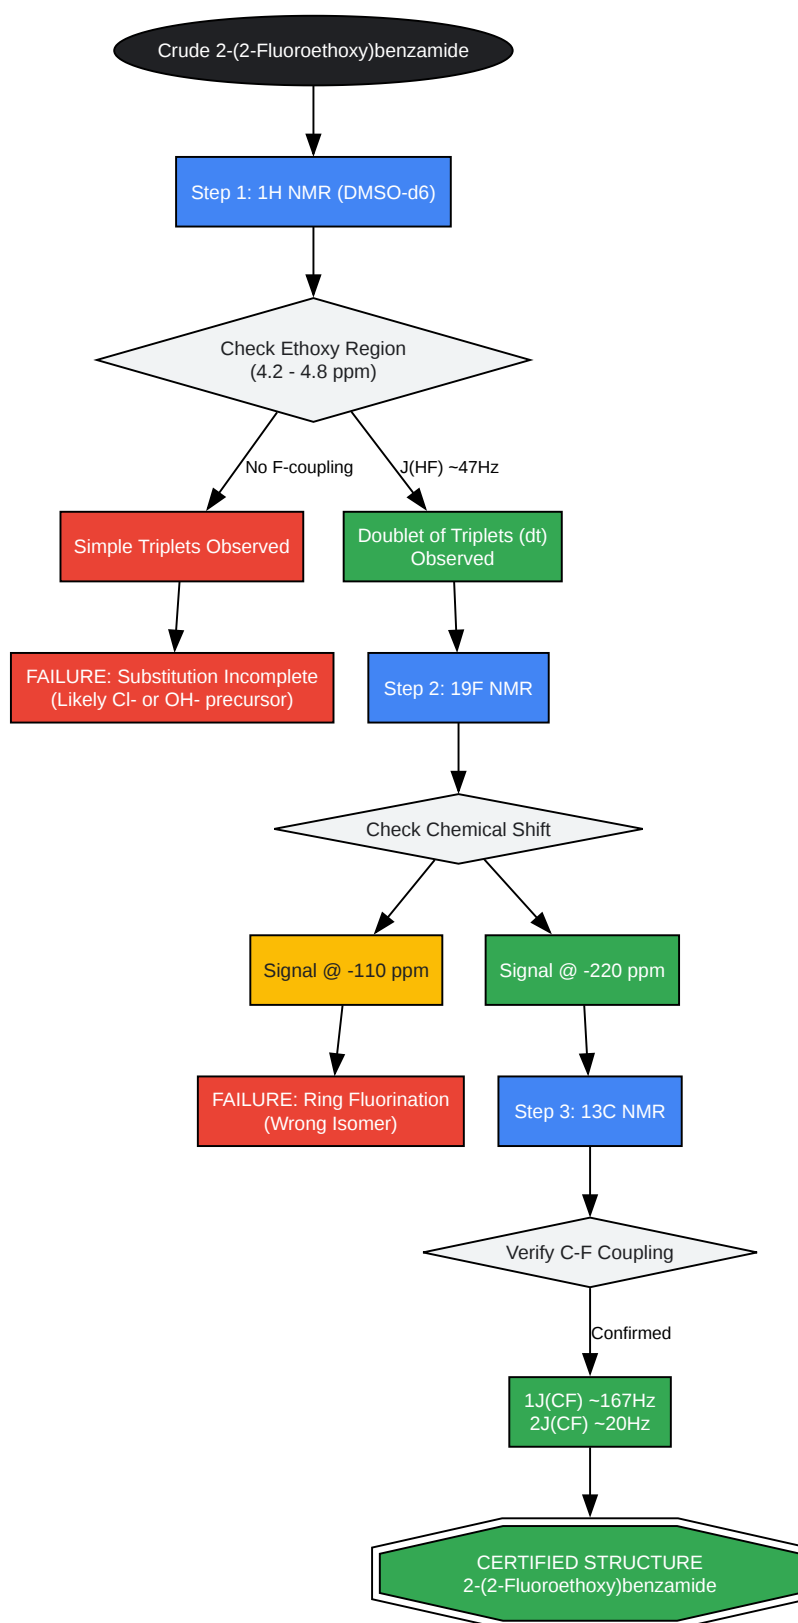 Crude 2-(2-Fluoroethoxy)benzamide
Step 1: 1H NMR (DMSO-d6)
Check Ethoxy Region
(4.2 - 4.8 ppm)
No F-coupling
J(HF) ~47Hz
Simple Triplets Observed
Doublet of Triplets (dt)
Observed
FAILURE: Substitution Incomplete
(Likely Cl- or OH- precursor)
Step 2: 19F NMR
Check Chemical Shift
Signal @ -110 ppm
Signal @ -220 ppm
FAILURE: Ring Fluorination
(Wrong Isomer)
Step 3: 13C NMR
Verify C-F Coupling
Confirmed
1J(CF) ~167Hz
2J(CF) ~20Hz
CERTIFIED STRUCTURE
2-(2-Fluoroethoxy)benzamide